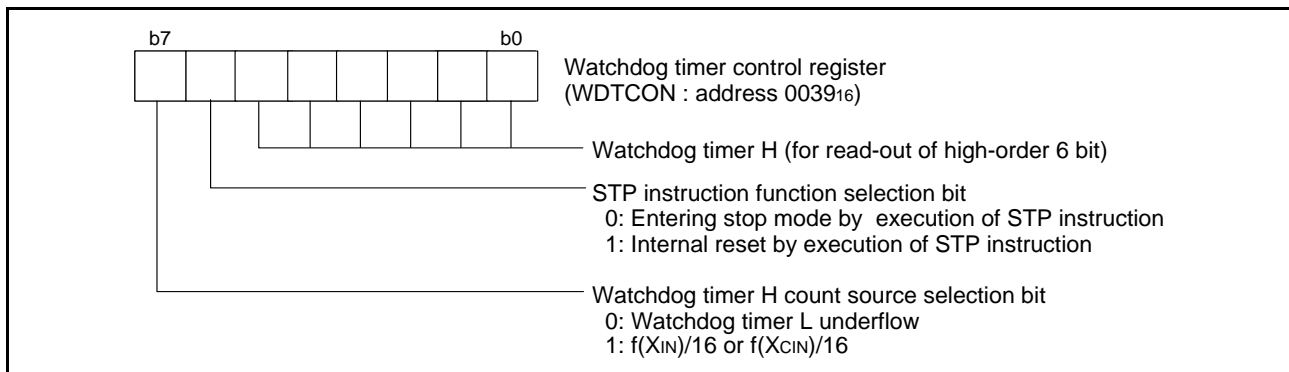 b7 b0
Watchdog timer control register
(WDTCON : address 003916)
Watchdog timer H (for read-out of high-order 6 bit)
STP instruction function selection bit
0: Entering stop mode by execution of STP instruction
1: Internal reset by execution of STP instruction
Watchdog timer H count source selection bit
0: Watchdog timer L underflow
1: f(XIN)/16 or f(XCIN)/16